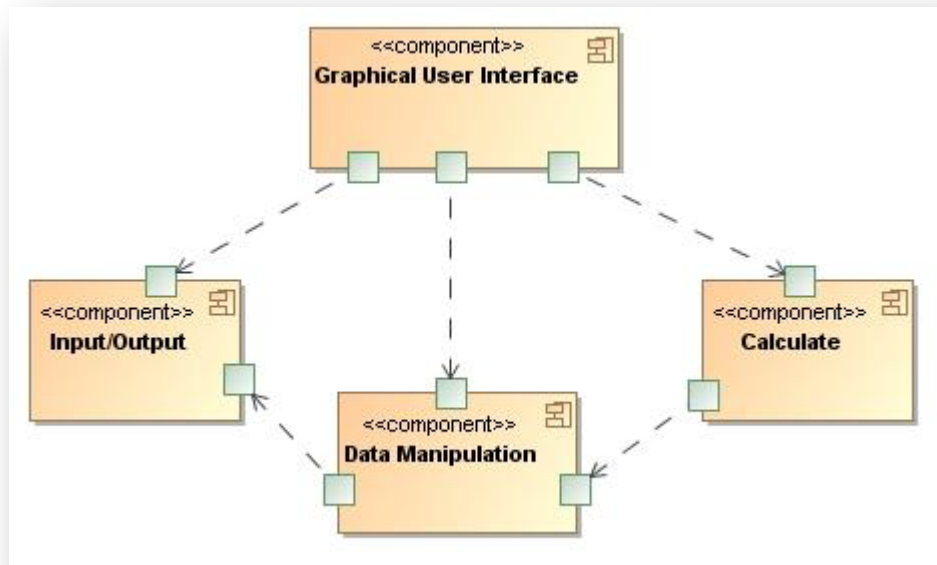 <<component>>
Graphical User Interface
<<component>>
Input/Output
<<component>>
Calculate
<<component>>
Data Manipulation